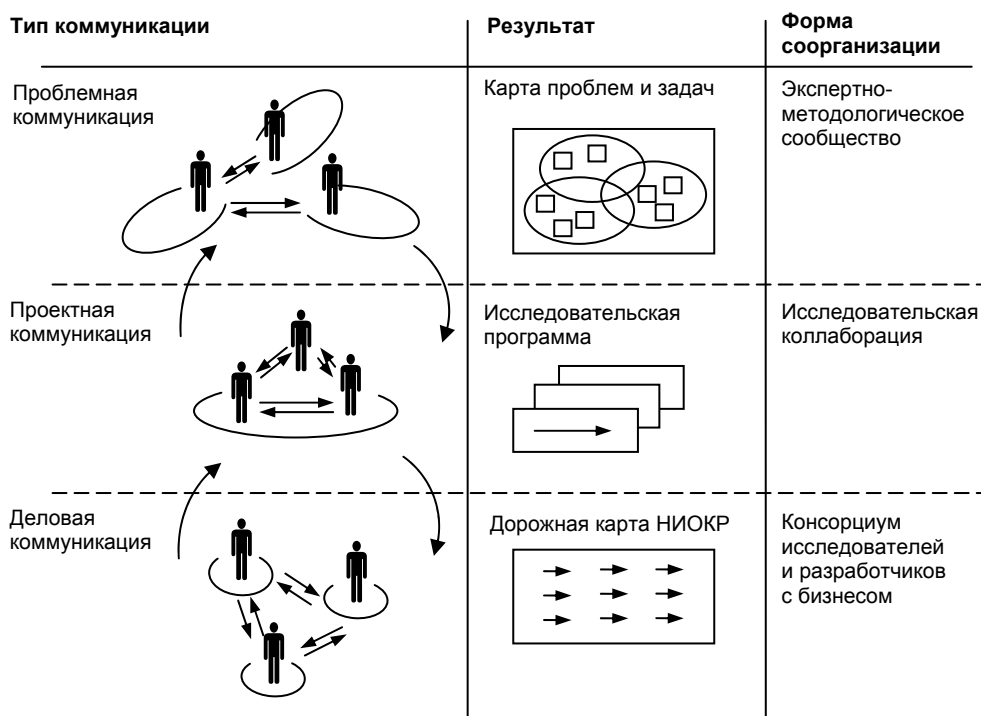 Тип коммуникации
Результат
Форма
соорганизации
Проблемная
коммуникация
Карта проблем и задач
Экспертно-
методологическое
сообщество
Проектная
коммуникация
Исследовательская
программа
Исследовательская
коллаборация
Деловая
коммуникация
Дорожная карта НИОКР
Консорциум
исследователей
и разработчиков
с бизнесом